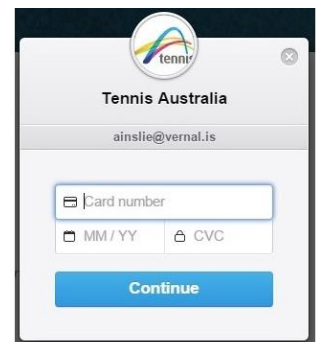 tennis
Tennis Australia
ainslie@vernal.is
Card number
MM / YY CVC
Continue